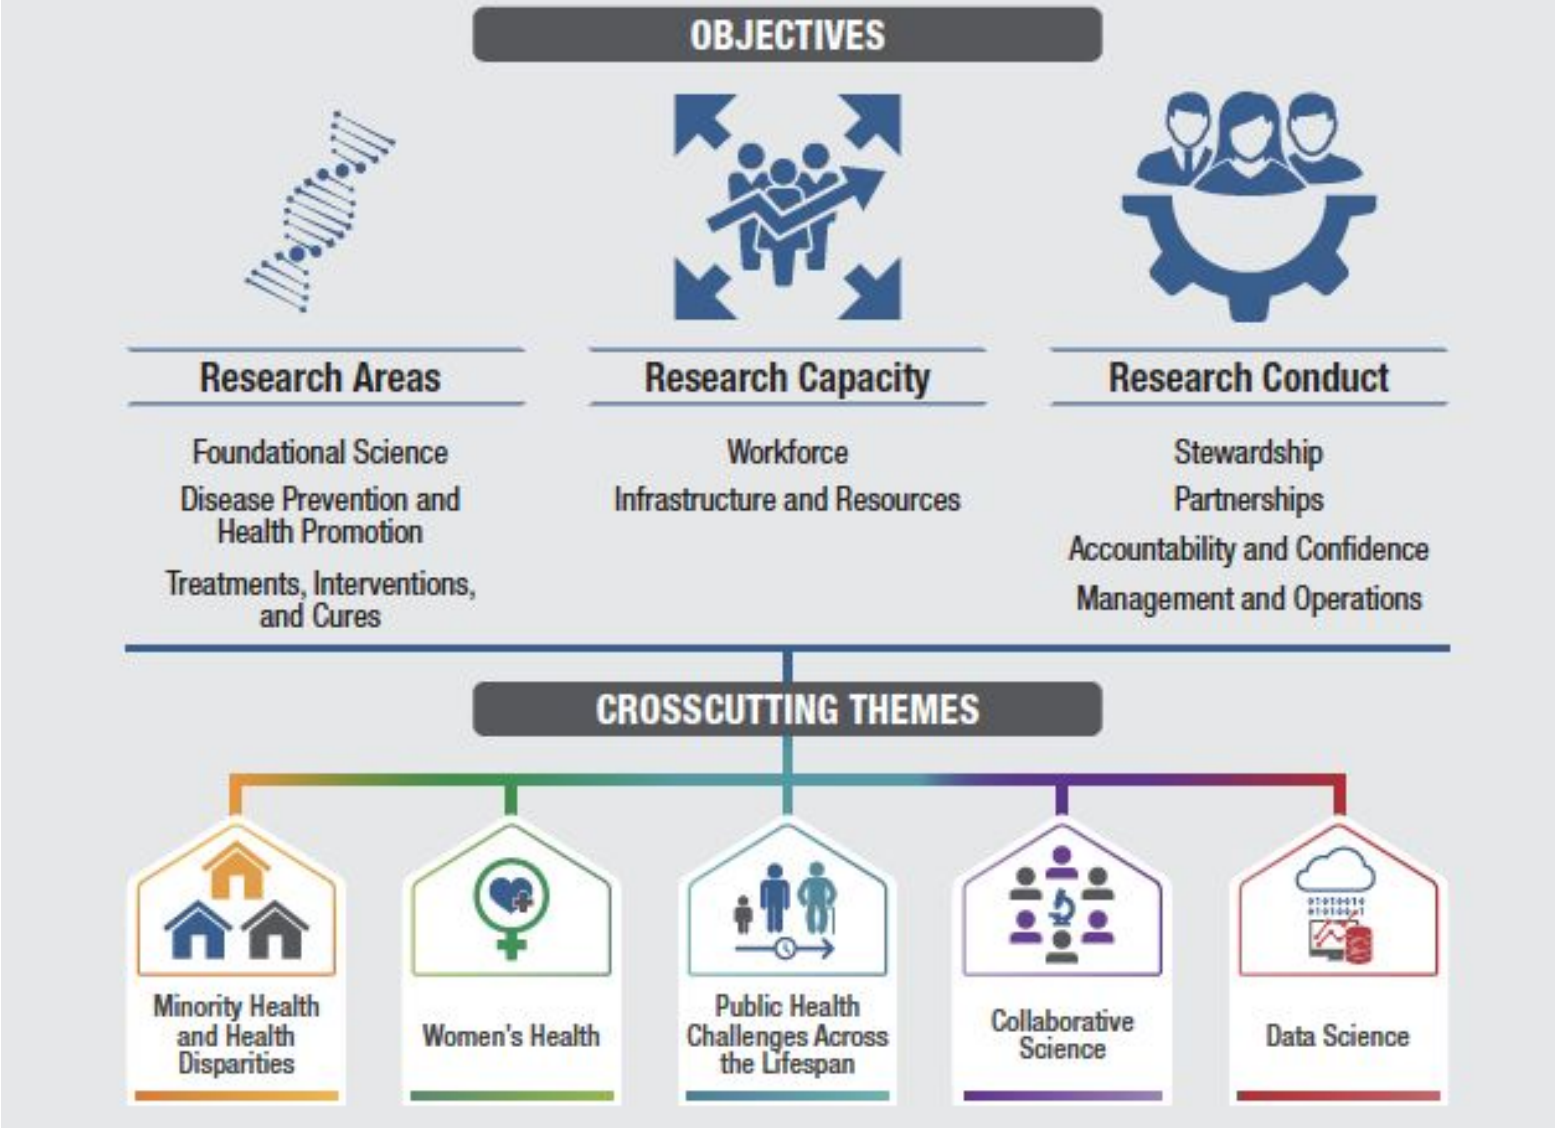 OBJECTIVES
Research Areas
Foundational Science
Disease Prevention and
Health Promotion
Treatments, Interventions,
and Cures
Research Capacity
Workforce
Infrastructure and Resources
Research Conduct
Stewardship
Partnerships
Accountability and Confidence
Management and Operations
CROSSCUTTING THEMES
Minority Health
and Health
Disparities
Women's Health
Public Health
Challenges Across
the Lifespan
Collaborative
Science
Data Science